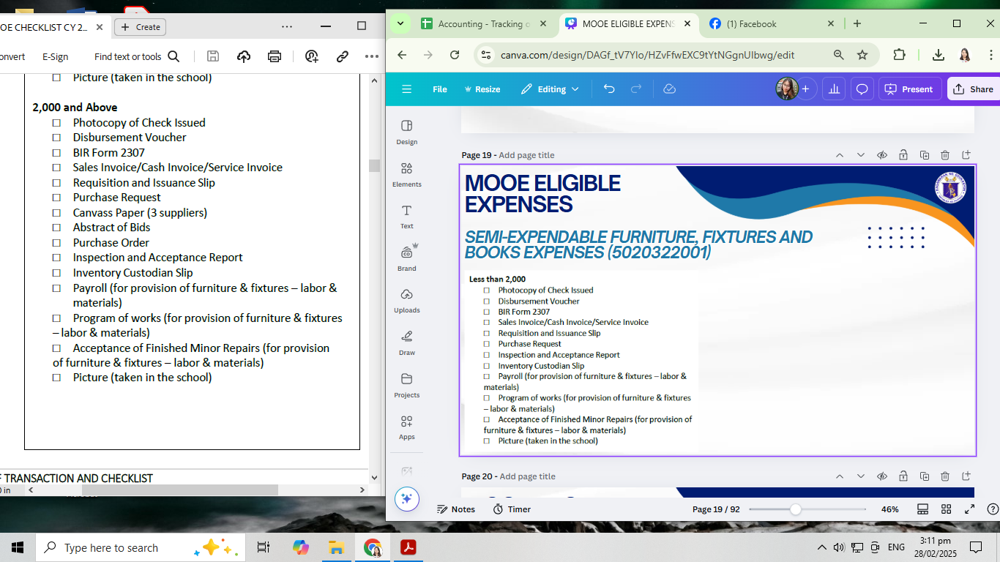 OE CHECKLIST CY 2...
Create
onvert
E-Sign
Find text or tools
☐ Picture (taken in the school)
2,000 and Above
☐ Photocopy of Check Issued
☐ Disbursement Voucher
☐ BIR Form 2307
☐ Sales Invoice/Cash Invoice/Service Invoice
☐ Requisition and Issuance Slip
☐ Purchase Request
☐ Canvass Paper (3 suppliers)
☐ Abstract of Bids
☐ Purchase Order
☐ Inspection and Acceptance Report
☐ Inventory Custodian Slip
☐ Payroll (for provision of furniture & fixtures – labor &
materials)
☐ Program of works (for provision of furniture & fixtures
– labor & materials)
☐ Acceptance of Finished Minor Repairs (for provision
of furniture & fixtures – labor & materials)
☐ Picture (taken in the school)
F TRANSACTION AND CHECKLIST
0 in
Accounting - Tracking o
MOOE ELIGIBLE EXPENS
(1) Facebook
canva.com/design/DAGf_tV7YIo/HZvFfwEXC9tYtNGgnUIbwg/edit
File
Resize
Editing
Present
Share
Design
Elements
Text
Brand
Uploads
Draw
Projects
Apps
Page 19 - Add page title
MOOE ELIGIBLE
EXPENSES
SEMI-EXPENDABLE FURNITURE, FIXTURES AND
BOOKS EXPENSES (5020322001)
Less than 2,000
☐ Photocopy of Check Issued
☐ Disbursement Voucher
☐ BIR Form 2307
☐ Sales Invoice/Cash Invoice/Service Invoice
☐ Requisition and Issuance Slip
☐ Purchase Request
☐ Inspection and Acceptance Report
☐ Inventory Custodian Slip
☐ Payroll (for provision of furniture & fixtures – labor &
materials)
☐ Program of works (for provision of furniture & fixtures
– labor & materials)
☐ Acceptance of Finished Minor Repairs (for provision of
furniture & fixtures – labor & materials)
☐ Picture (taken in the school)
Page 20 - Add page title
Notes
Timer
Page 19 / 92
46%
Type here to search
ENG
3:11 pm
28/02/2025